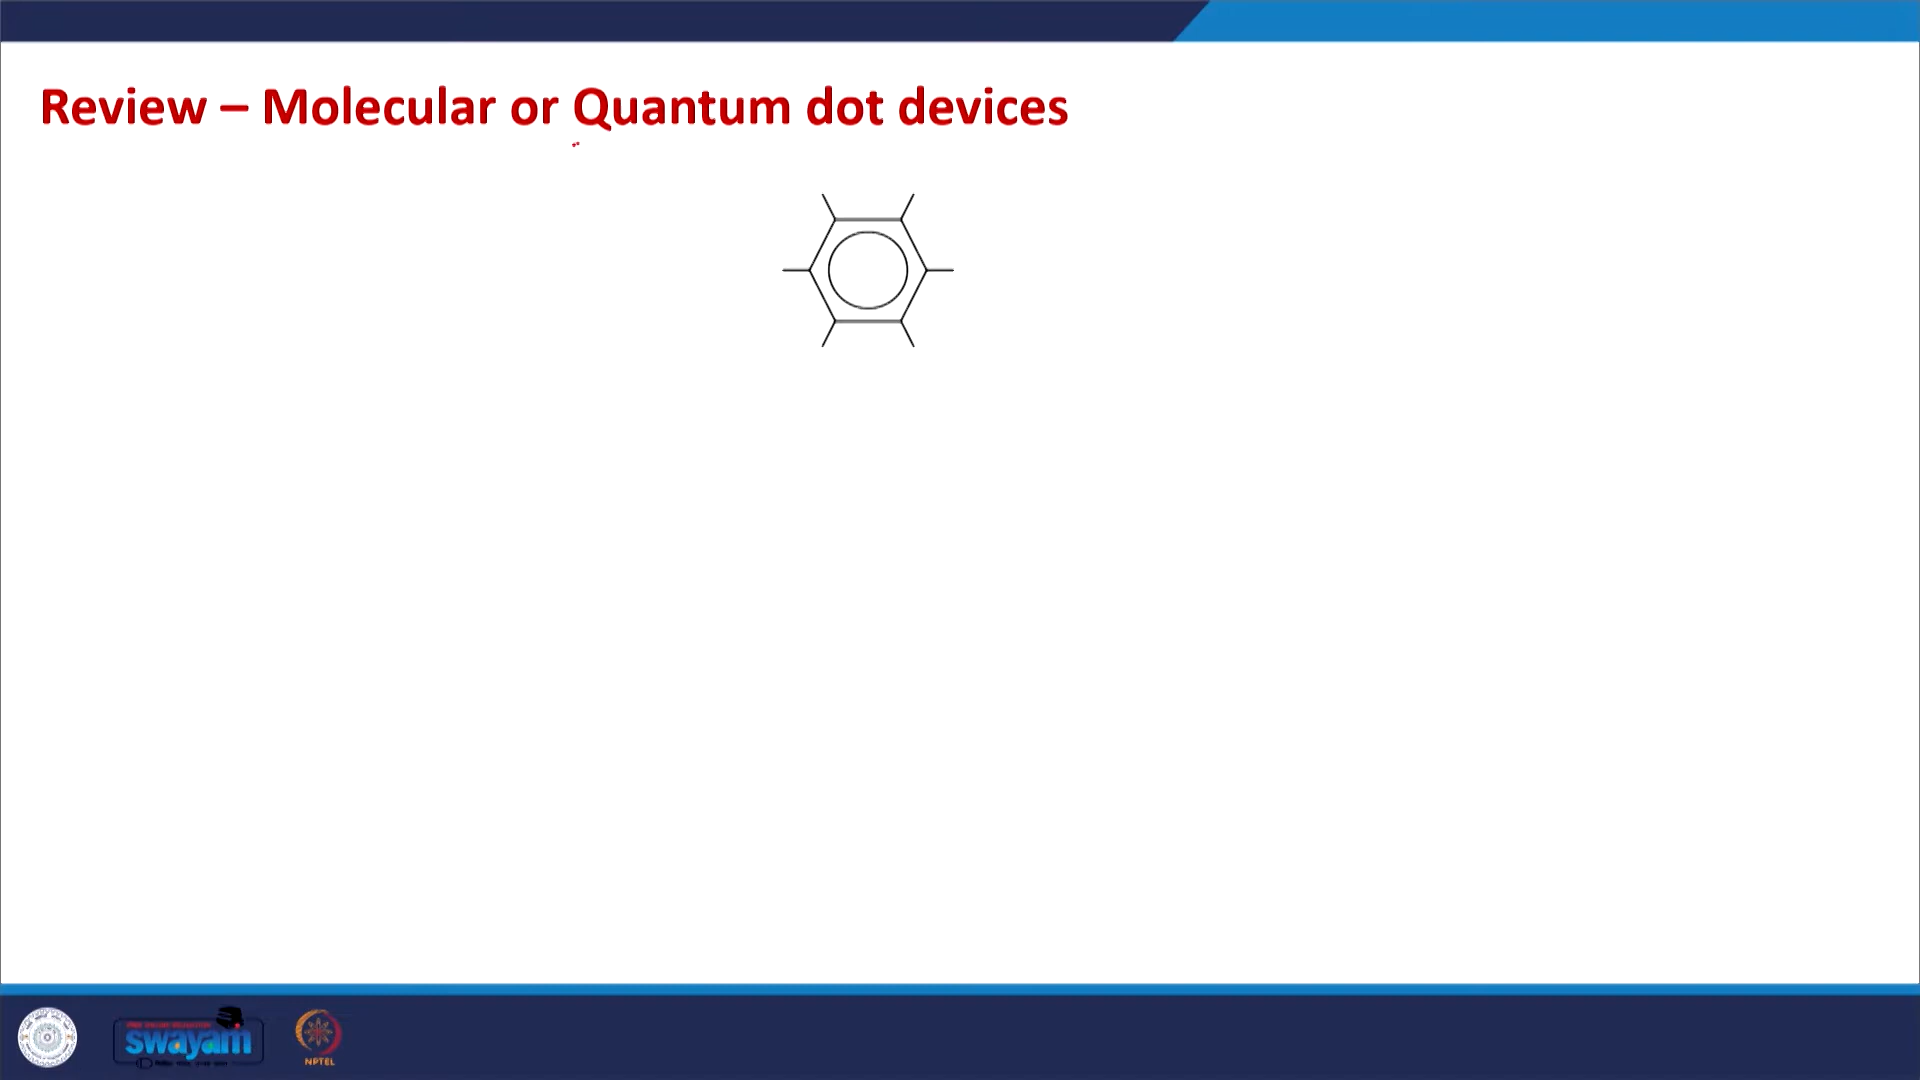 Review – Molecular or Quantum dot devices
swayam
NPTEL